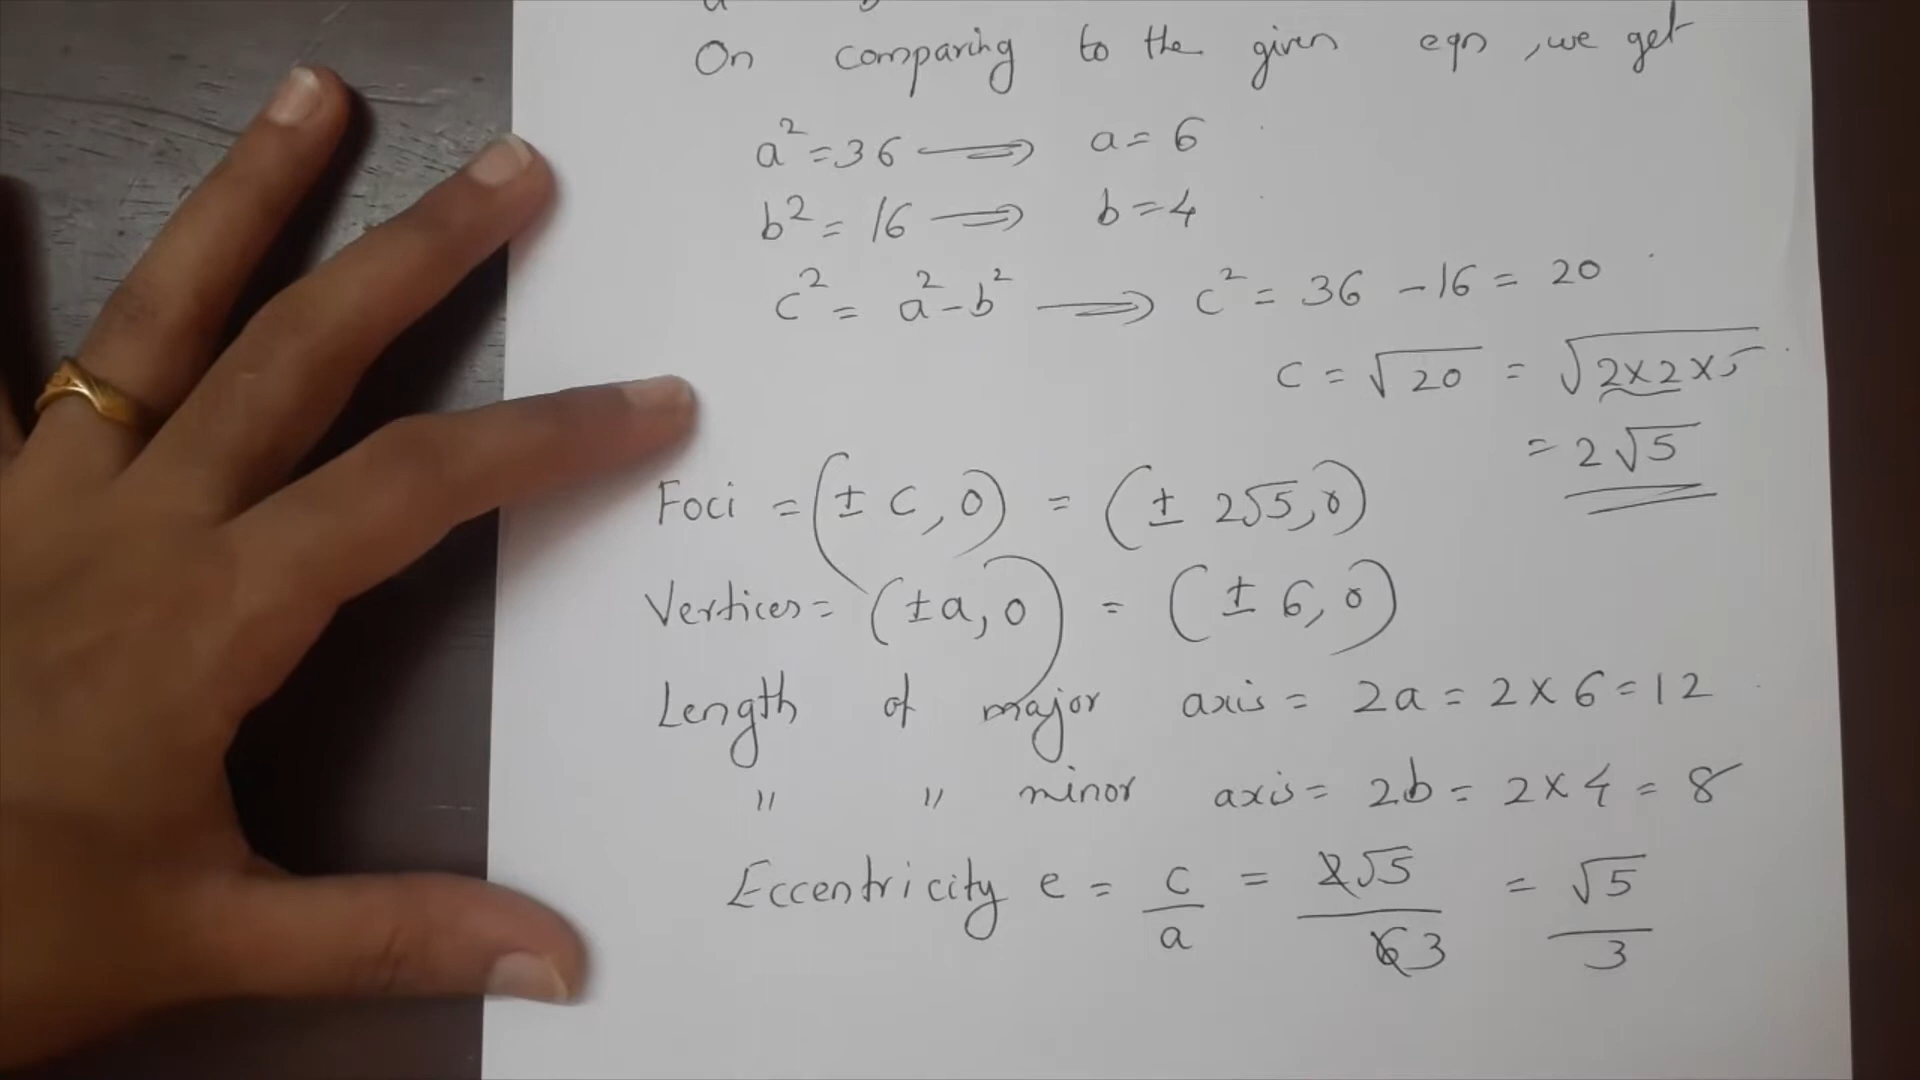 On comparing to the given eqn, we get
a² = 36 ⟹ a = 6
b² = 16 ⟹ b = 4
c² = a² - b² ⟹ c² = 36 - 16 = 20
c = √20 = √2×2×5
= 2√5
Foci = (± c, 0) = (± 2√5, 0)
Vertices = (± a, 0) = (± 6, 0)
Length of major axis = 2a = 2 × 6 = 12
" " minor axis = 2b = 2 × 4 = 8
Eccentricity e = c/a = 2√5/6 3 = √5/3